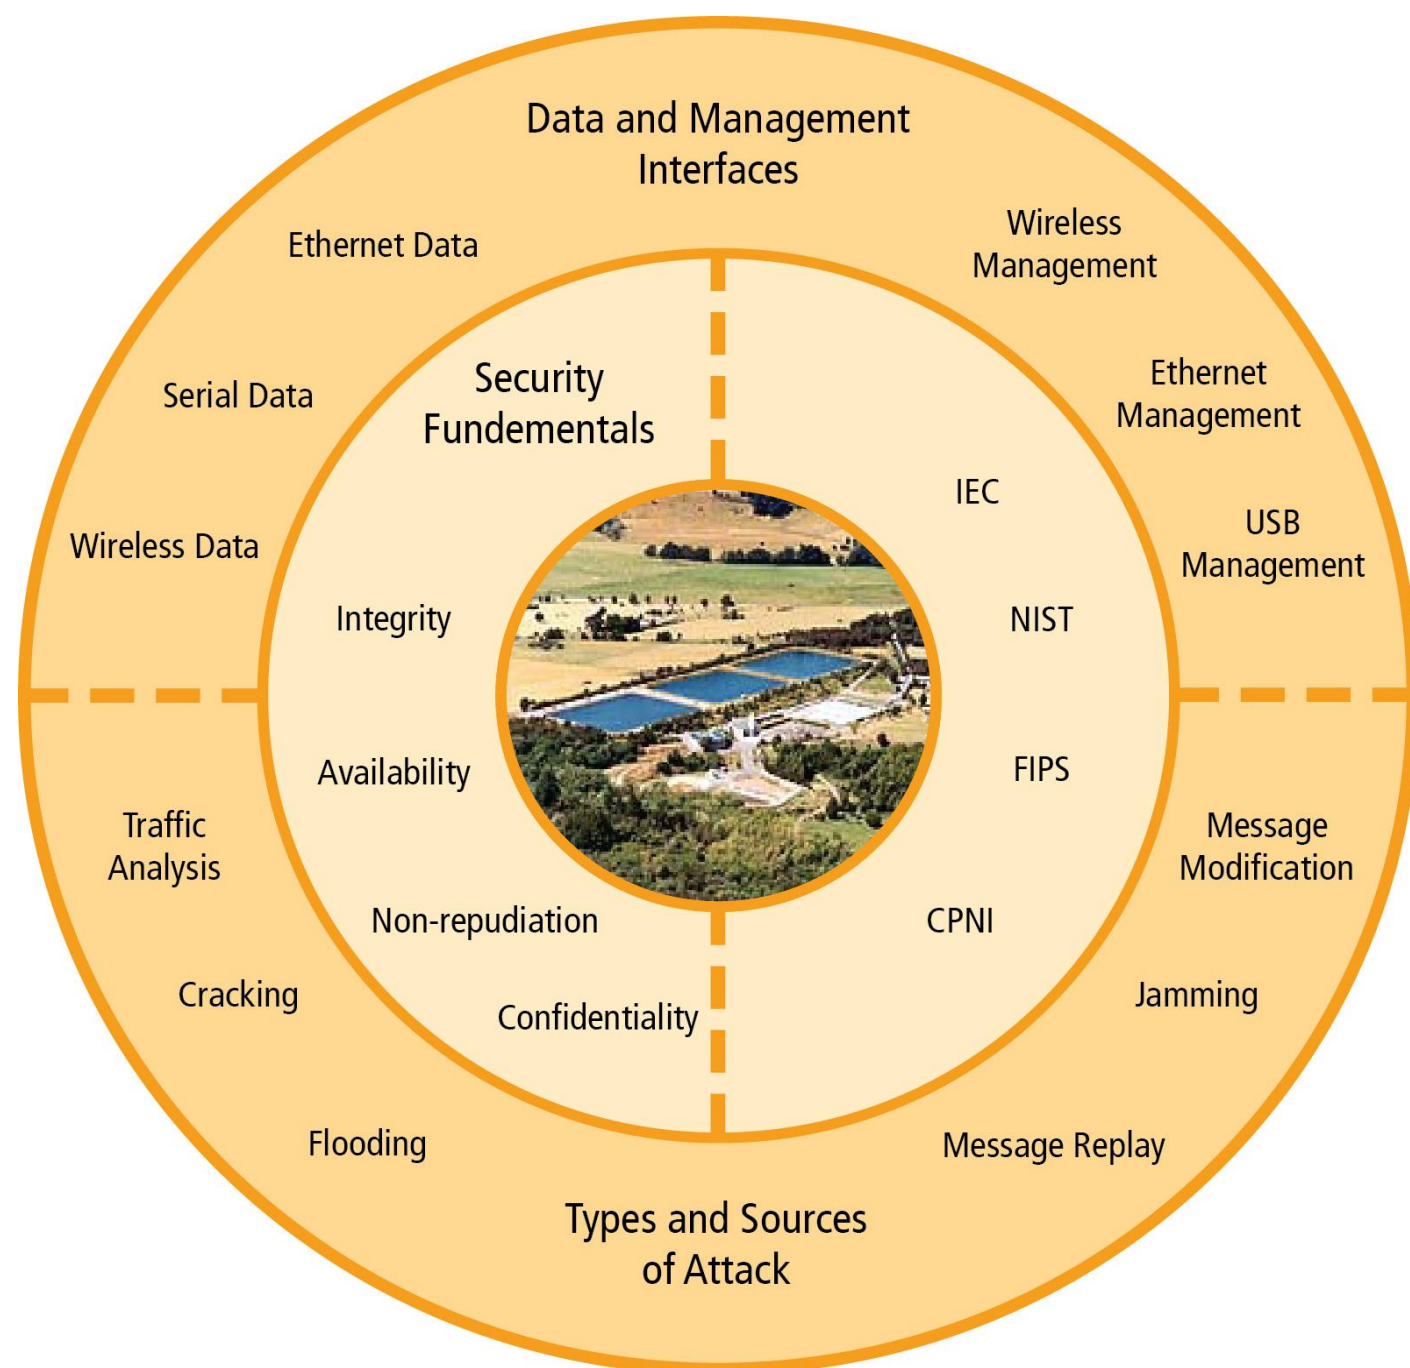 Data and Management
Interfaces
Ethernet Data
Serial Data
Wireless Data
Wireless
Management
Ethernet
Management
USB
Management
Security
Fundementals
Integrity
Availability
Non-repudiation
Confidentiality
IEC
NIST
FIPS
CPNI
Traffic
Analysis
Cracking
Flooding
Message
Modification
Jamming
Message Replay
Types and Sources
of Attack